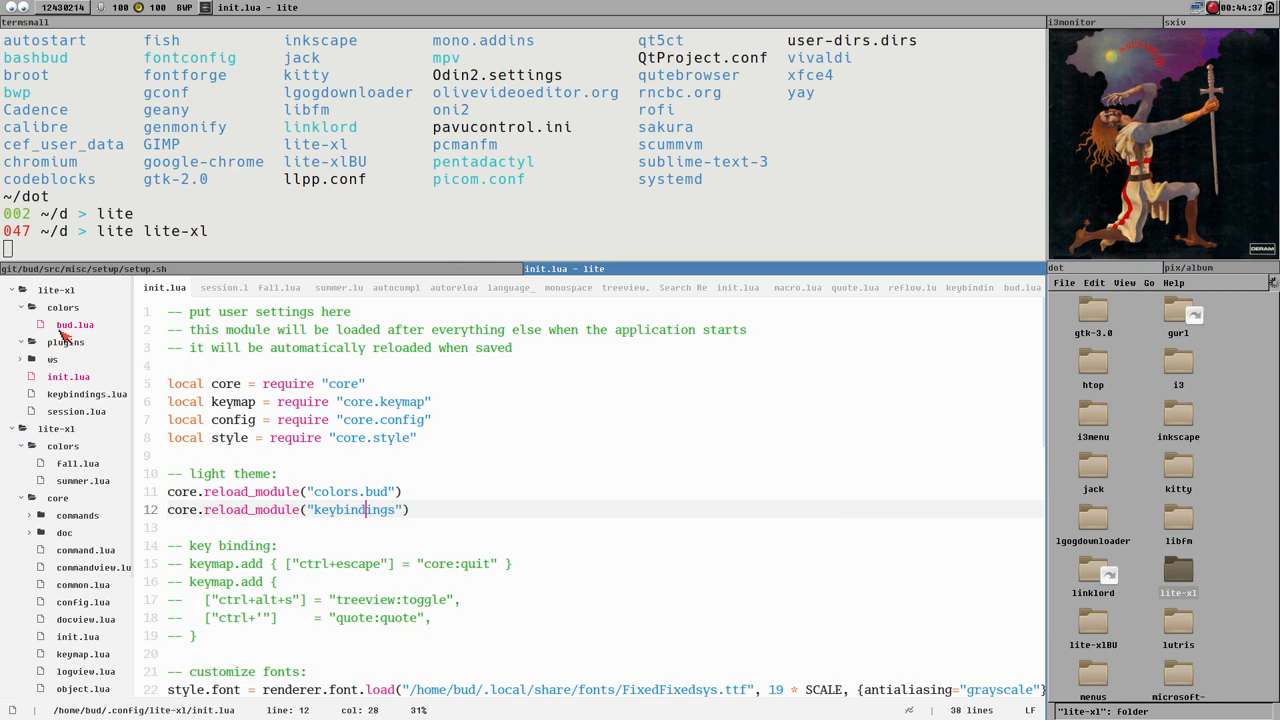 12430214 100 100 BWP init.lua - lite 00:44:37
termsmall i3monitor sxiv
autostart fish inkscape mono.addins qt5ct user-dirs.dirs
bashbud fontconfig jack mpv QtProject.conf vivaldi
broot fontforge kitty Odin2.settings qutebrowser xfce4
bwp gconf lgogdownloader olivevideoeditor.org rncbc.org yay
Cadence geany libfm oni2 rofi
calibre genmonify linklord pavucontrol.ini sakura
cef_user_data GIMP lite-xl pcmanfm scummvm
chromium google-chrome lite-xlBU pentadactyl sublime-text-3
codeblocks gtk-2.0 llpp.conf picom.conf systemd
~/dot
002 ~/d > lite
047 ~/d > lite lite-xl
DERAM
git/bud/src/misc/setup/setup.sh init.lua - lite
dot pix/album
File Edit View Go Help
lite-xl
colors
bud.lua
plugins
ws
init.lua
keybindings.lua
session.lua
lite-xl
colors
fall.lua
summer.lua
core
commands
doc
command.lua
commandview.lu
common.lua
config.lua
docview.lua
init.lua
keymap.lua
logview.lua
object.lua
init.lua session.l fall.lua summer.lu autocompl autoreloa language_ monospace treeview. Search Re init.lua macro.lua quote.lua reflow.lu keybindin bud.lua
1 -- put user settings here
2 -- this module will be loaded after everything else when the application starts
3 -- it will be automatically reloaded when saved
4
5 local core = require "core"
6 local keymap = require "core.keymap"
7 local config = require "core.config"
8 local style = require "core.style"
9
10 -- light theme:
11 core.reload_module("colors.bud")
12 core.reload_module("keybindings")
13
14 -- key binding:
15 -- keymap.add { ["ctrl+escape"] = "core:quit" }
16 -- keymap.add {
17 --   ["ctrl+alt+s"] = "treeview:toggle",
18 --   ["ctrl+'"]     = "quote:quote",
19 -- }
20
21 -- customize fonts:
22 style.font = renderer.font.load("/home/bud/.local/share/fonts/FixedFixedsys.ttf", 19 * SCALE, {antialiasing="grayscale"}
/home/bud/.config/lite-xl/init.lua line: 12 col: 28 31% 38 lines LF
gtk-3.0 gurl
htop i3
i3menu inkscape
jack kitty
lgogdownloader libfm
linklord lite-xl
lite-xlBU lutris
menus microsoft-
"lite-xl": folder